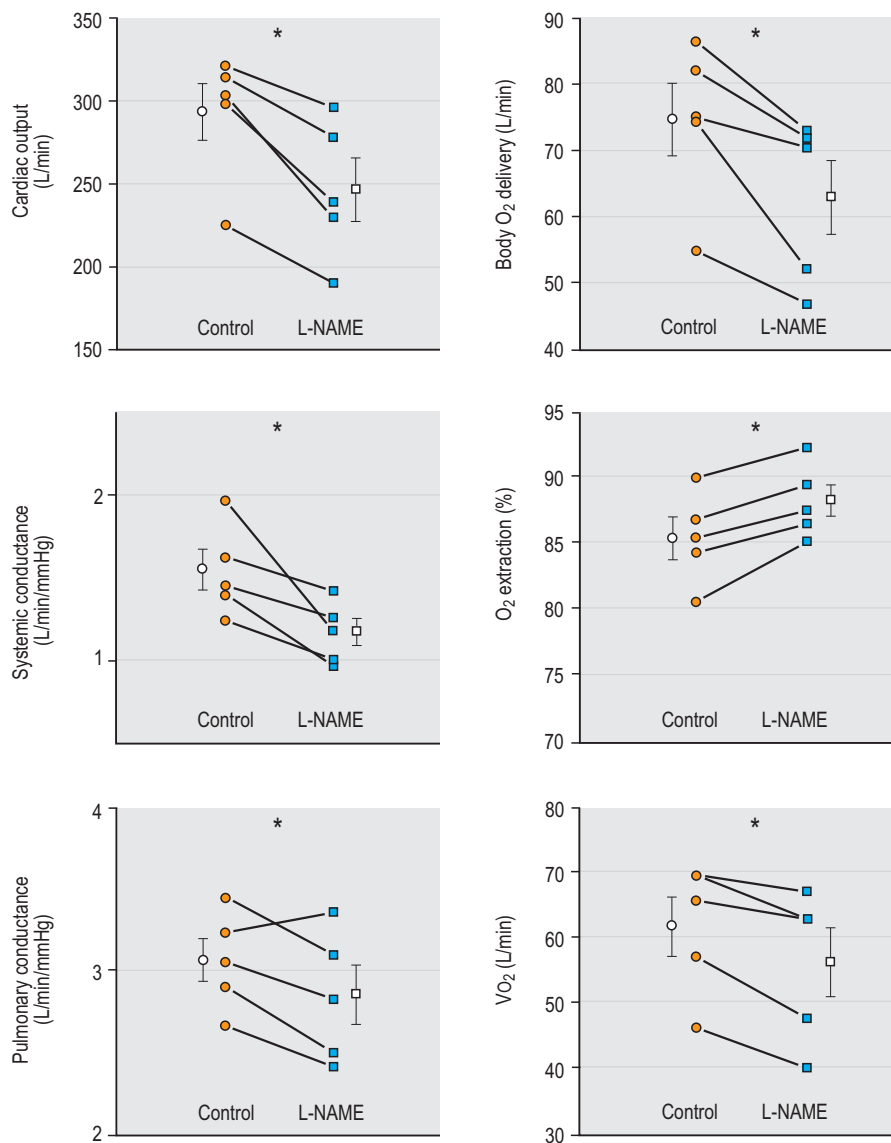 Cardiac output
(L/min)
350
300
250
200
150
*
Control L-NAME
Body O₂ delivery (L/min)
90
80
70
60
50
40
*
Control L-NAME
Systemic conductance
(L/min/mmHg)
2
1
*
Control L-NAME
O₂ extraction (%)
95
90
85
80
75
70
*
Control L-NAME
Pulmonary conductance
(L/min/mmHg)
4
3
2
*
Control L-NAME
VO₂ (L/min)
80
70
60
50
40
30
*
Control L-NAME